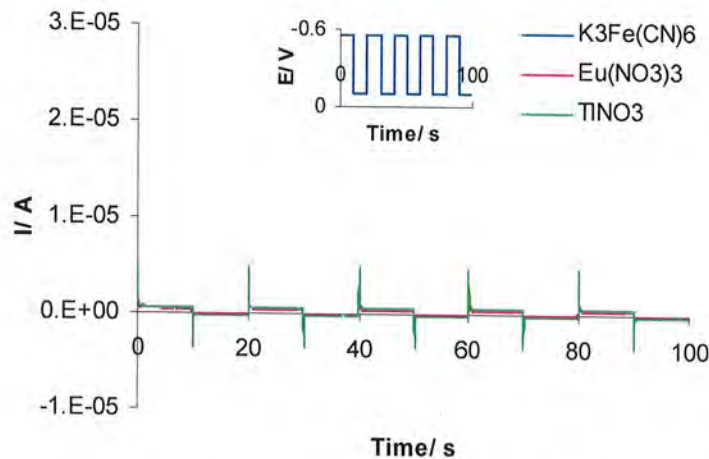 3.E-05
2.E-05
1.E-05
0.E+00
-1.E-05
I/ A
0
20
40
60
80
100
Time/ s
-0.6
0
E/ V
0
100
Time/ s
K3Fe(CN)6
Eu(NO3)3
TlNO3